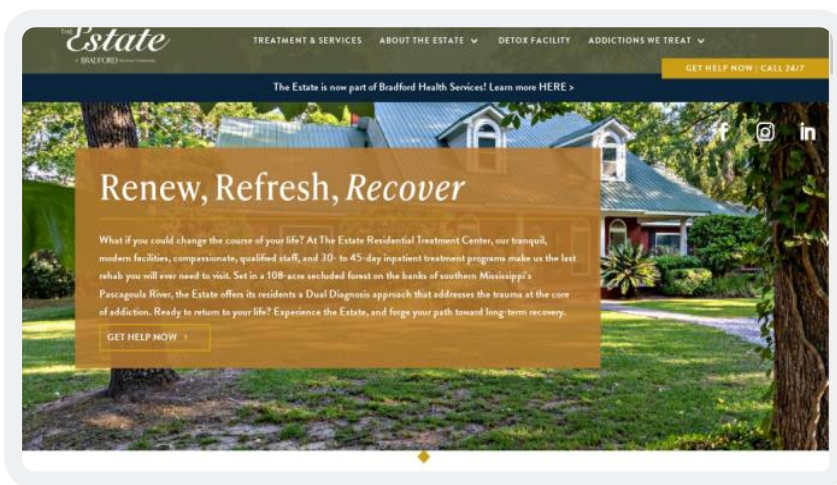 THE
Estate
A BRADFORD
TREATMENT & SERVICES ABOUT THE ESTATE DETOX FACILITY ADDICTIONS WE TREAT
GET HELP NOW | CALL 24/7
The Estate is now part of Bradford Health Services! Learn more HERE >
f in
Renew, Refresh, Recover
What if you could change the course of your life? At The Estate Residential Treatment Center, our tranquil,
modern facilities, compassionate, qualified staff, and 30- to 45-day inpatient treatment programs make us the last
rehab you will ever need to visit. Set in a 108-acre secluded forest on the banks of southern Mississippi's
Pascagoula River, the Estate offers its residents a Dual Diagnosis approach that addresses the trauma at the core
of addiction. Ready to return to your life? Experience the Estate, and forge your path toward long-term recovery.
GET HELP NOW ›